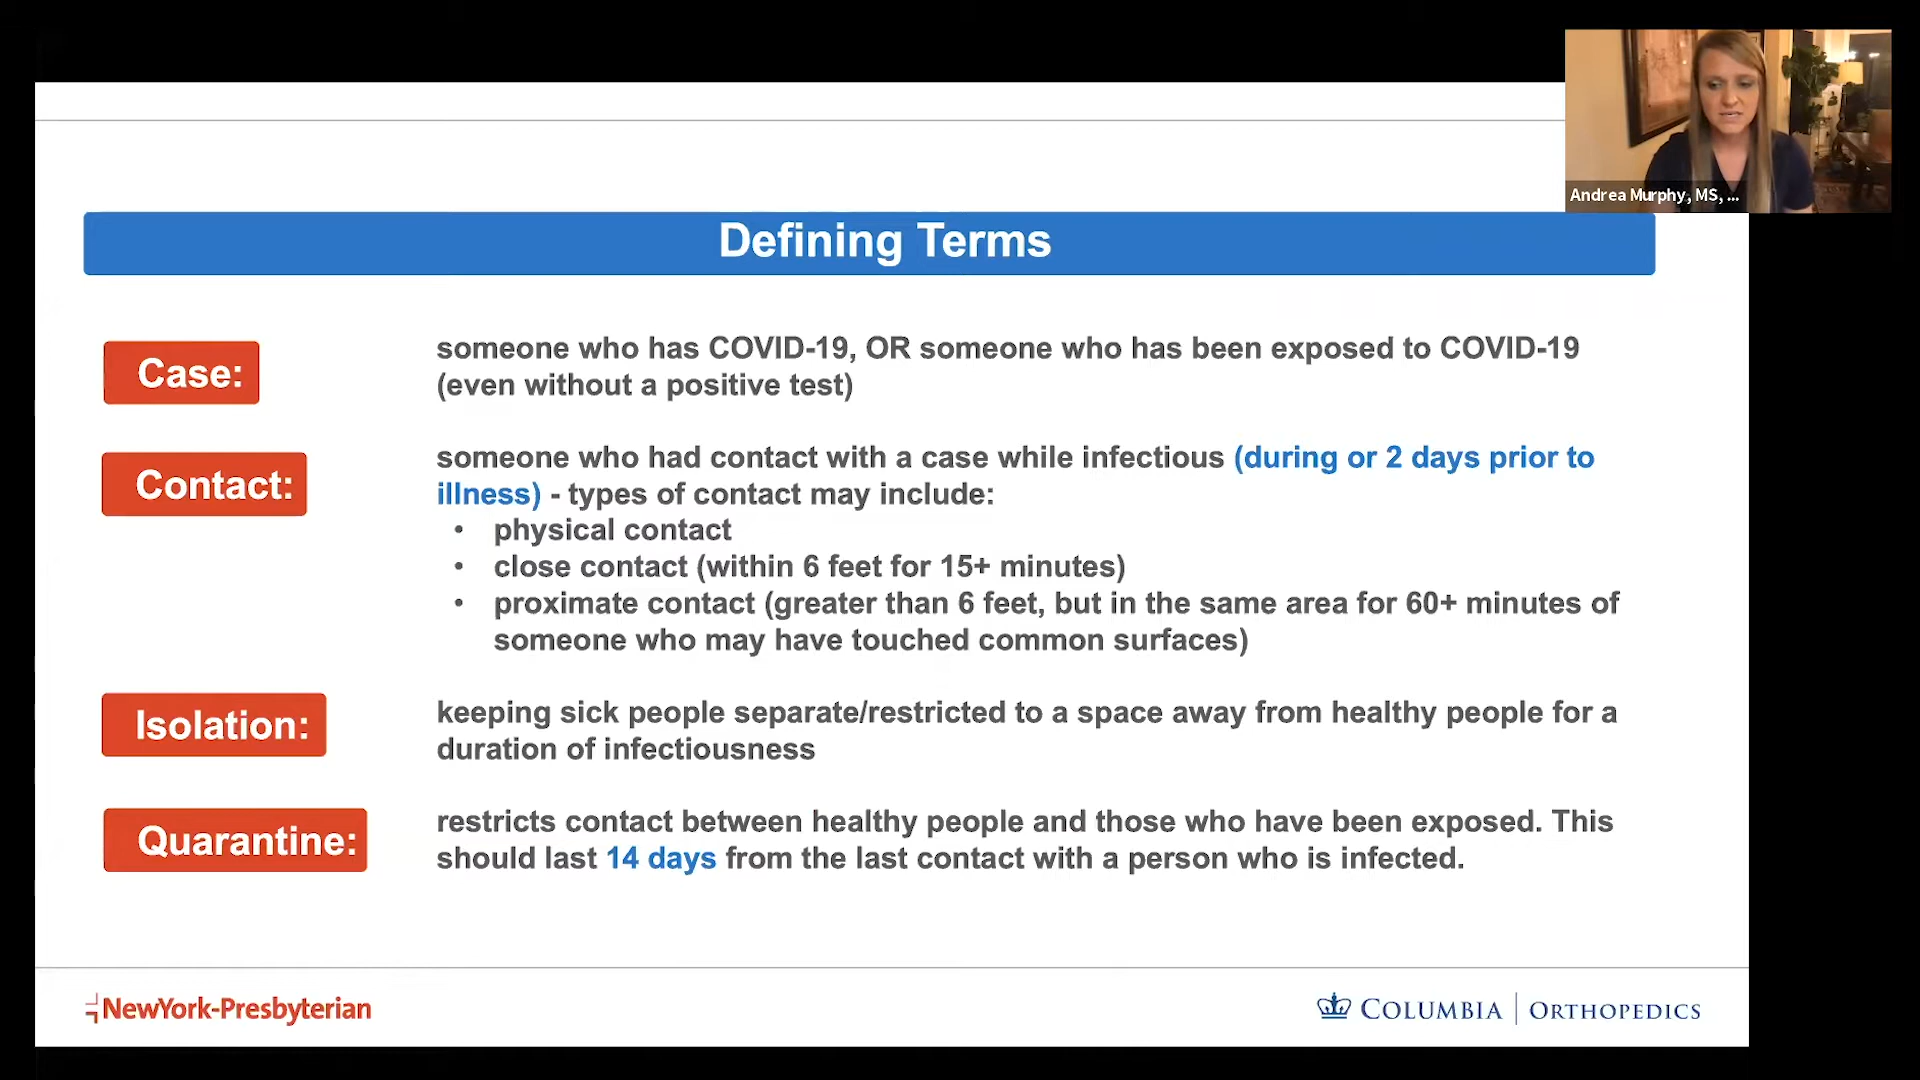 Andrea Murphy, MS, ...
Defining Terms
Case:
someone who has COVID-19, OR someone who has been exposed to COVID-19
(even without a positive test)
Contact:
someone who had contact with a case while infectious (during or 2 days prior to
illness) - types of contact may include:
• physical contact
• close contact (within 6 feet for 15+ minutes)
• proximate contact (greater than 6 feet, but in the same area for 60+ minutes of
someone who may have touched common surfaces)
Isolation:
keeping sick people separate/restricted to a space away from healthy people for a
duration of infectiousness
Quarantine:
restricts contact between healthy people and those who have been exposed. This
should last 14 days from the last contact with a person who is infected.
NewYork-Presbyterian
COLUMBIA | ORTHOPEDICS